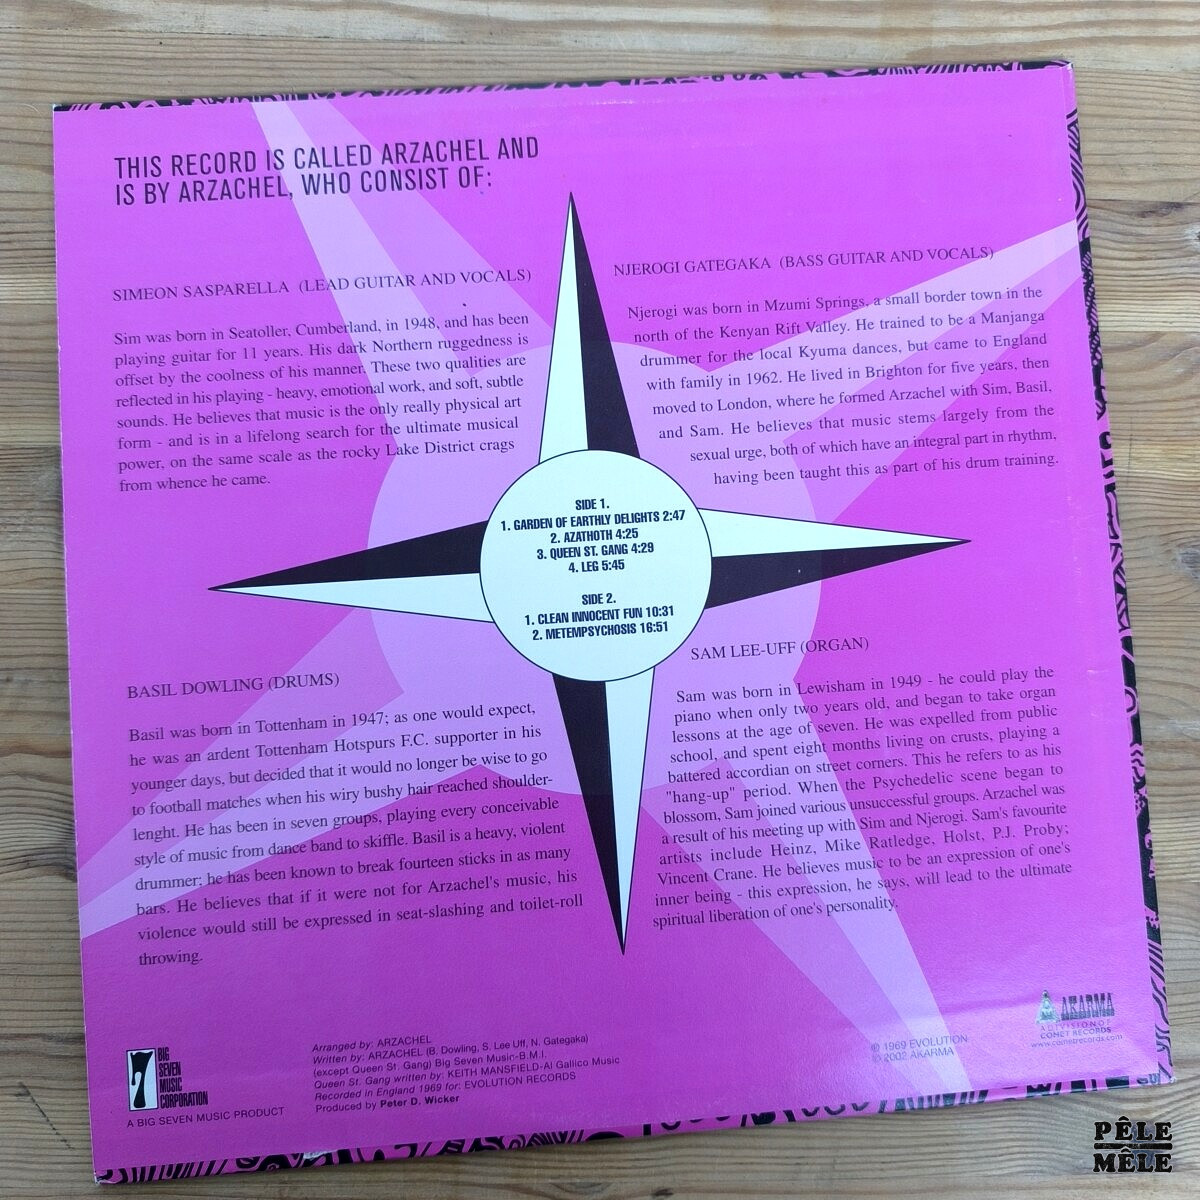 THIS RECORD IS CALLED ARZACHEL AND
IS BY ARZACHEL, WHO CONSIST OF:
SIMEON SASPARELLA (LEAD GUITAR AND VOCALS)
Sim was born in Seatoller, Cumberland, in 1948, and has been
playing guitar for 11 years. His dark Northern ruggedness is
offset by the coolness of his manner. These two qualities are
reflected in his playing - heavy, emotional work, and soft, subtle
sounds. He believes that music is the only really physical art
form - and is in a lifelong search for the ultimate musical
power, on the same scale as the rocky Lake District crags
from whence he came.
NJEROGI GATEGAKA (BASS GUITAR AND VOCALS)
Njerogi was born in Mzumi Springs, a small border town in the
north of the Kenyan Rift Valley. He trained to be a Manjanga
drummer for the local Kyuma dances, but came to England
with family in 1962. He lived in Brighton for five years, then
moved to London, where he formed Arzachel with Sim, Basil,
and Sam. He believes that music stems largely from the
sexual urge, both of which have an integral part in rhythm,
having been taught this as part of his drum training.
SIDE 1.
1. GARDEN OF EARTHLY DELIGHTS 2:47
2. AZATHOTH 4:25
3. QUEEN ST. GANG 4:29
4. LEG 5:45
SIDE 2.
1. CLEAN INNOCENT FUN 10:31
2. METEMPSYCHOSIS 16:51
BASIL DOWLING (DRUMS)
Basil was born in Tottenham in 1947; as one would expect,
he was an ardent Tottenham Hotspurs F.C. supporter in his
younger days, but decided that it would no longer be wise to go
to football matches when his wiry bushy hair reached shoulder-
lenght. He has been in seven groups, playing every conceivable
style of music from dance band to skiffle. Basil is a heavy, violent
drummer; he has been known to break fourteen sticks in as many
bars. He believes that if it were not for Arzachel's music, his
violence would still be expressed in seat-slashing and toilet-roll
throwing.
SAM LEE-UFF (ORGAN)
Sam was born in Lewisham in 1949 - he could play the
piano when only two years old, and began to take organ
lessons at the age of seven. He was expelled from public
school, and spent eight months living on crusts, playing a
battered accordian on street corners. This he refers to as his
"hang-up" period. When the Psychedelic scene began to
blossom, Sam joined various unsuccessful groups. Arzachel was
a result of his meeting up with Sim and Njerogi. Sam's favourite
artists include Heinz, Mike Ratledge, Holst, P.J. Proby;
Vincent Crane. He believes music to be an expression of one's
inner being - this expression, he says, will lead to the ultimate
spiritual liberation of one's personality.
7
BIG
SEVEN
MUSIC
CORPORATION
A BIG SEVEN MUSIC PRODUCT
Arranged by: ARZACHEL
Written by: ARZACHEL (B. Dowling, S. Lee Uff, N. Gategaka)
(except Queen St. Gang) Big Seven Music-B.M.I.
Queen St. Gang written by: KEITH MANSFIELD-Al Gallico Music
Recorded in England 1969 for: EVOLUTION RECORDS
Produced by Peter D. Wicker
℗ 1969 EVOLUTION
© 2002 AKARMA
AKARMA
A DIVISION OF
COMET RECORDS
www.cometrecords.com
PÊLE
MÊLE